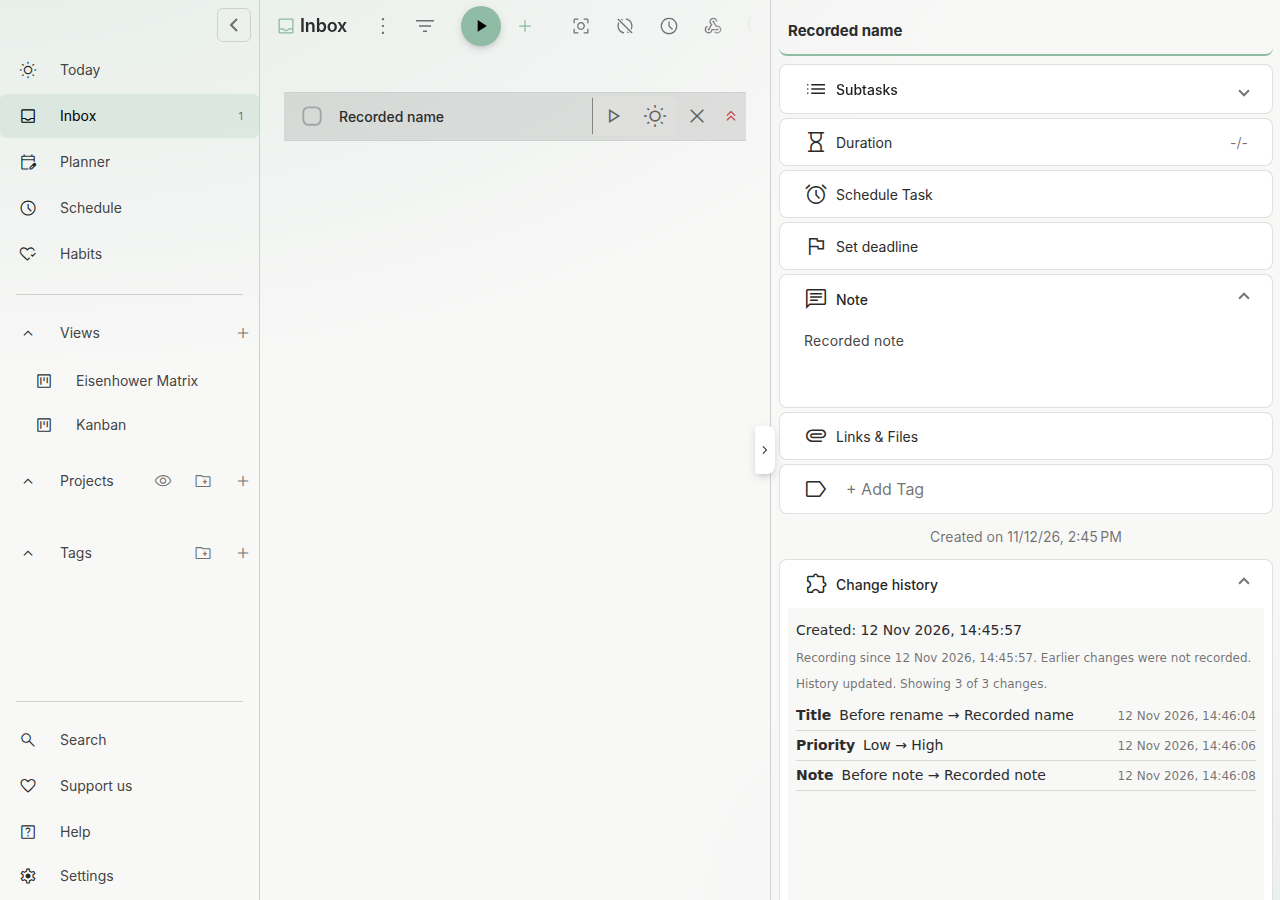 Today
Inbox 1
Planner
Schedule
Habits
Views
Eisenhower Matrix
Kanban
Projects
Tags
Search
Support us
Help
Settings
Inbox
Recorded name
Recorded name
Subtasks
Duration -/-
Schedule Task
Set deadline
Note
Recorded note
Links & Files
+ Add Tag
Created on 11/12/26, 2:45 PM
Change history
Created: 12 Nov 2026, 14:45:57
Recording since 12 Nov 2026, 14:45:57. Earlier changes were not recorded.
History updated. Showing 3 of 3 changes.
Title Before rename → Recorded name 12 Nov 2026, 14:46:04
Priority Low → High 12 Nov 2026, 14:46:06
Note Before note → Recorded note 12 Nov 2026, 14:46:08